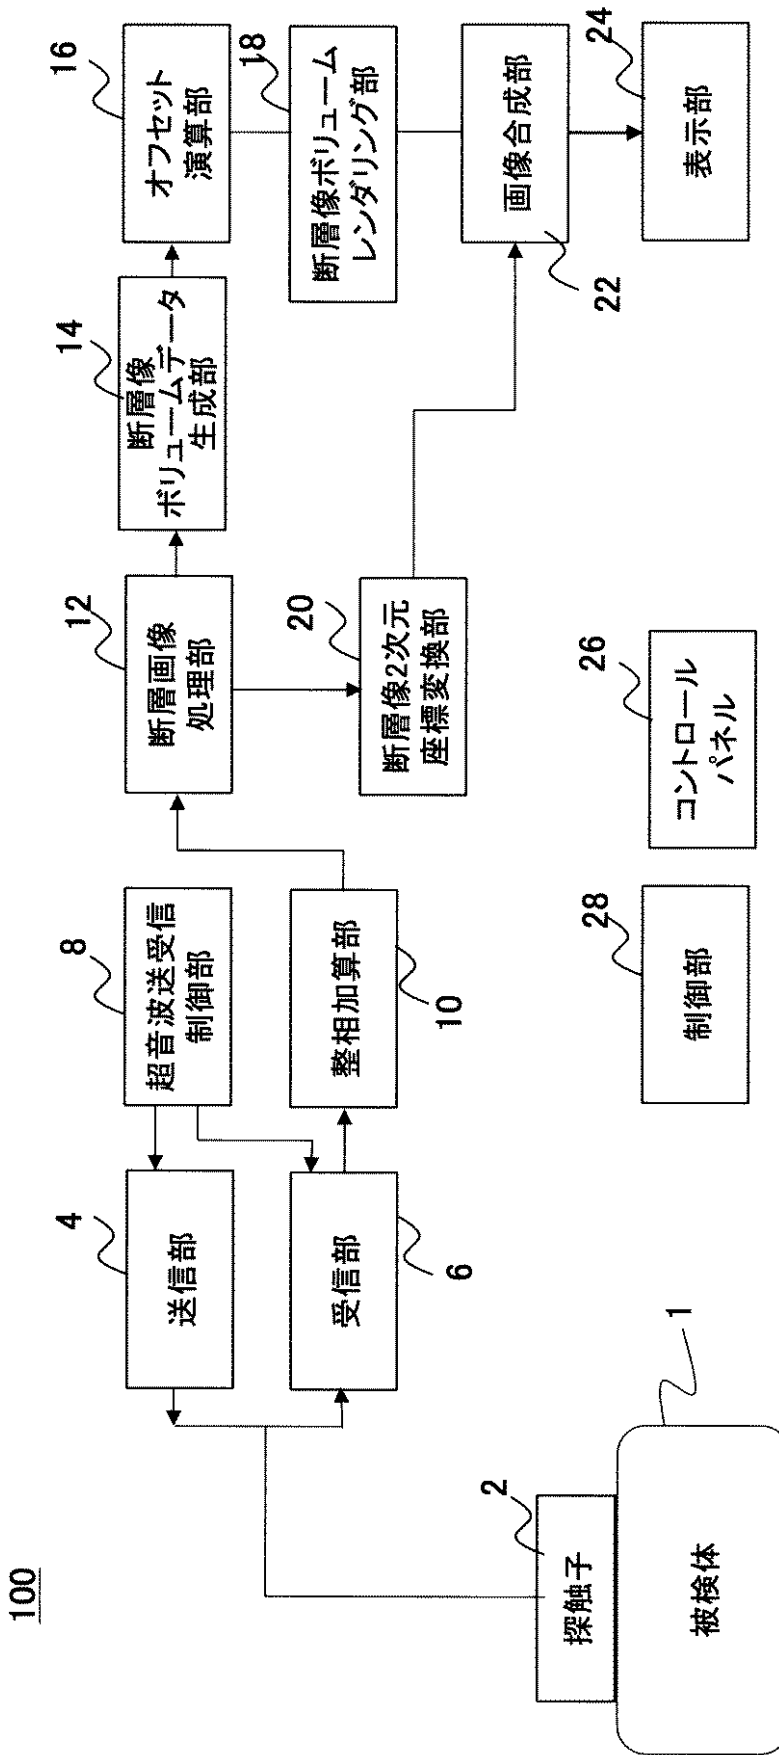 100
4
送信部
8
超音波送受信
制御部
12
断層画像
処理部
14
断層像
ボリュームデータ
生成部
16
オフセット
演算部
受信部
6
整相加算部
10
20
断層像2次元
座標変換部
18
断層像ボリューム
レンダリング部
画像合成部
22
2
探触子
1
被検体
28
制御部
26
コントロール
パネル
24
表示部